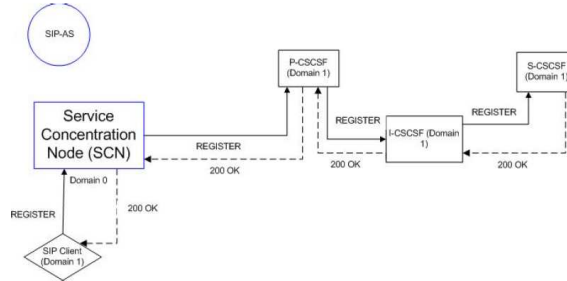 SIP-AS
P-CSCSF
(Domain 1)
S-CSCSF
(Domain 1)
Service
Concentration
Node (SCN)
REGISTER
REGISTER
I-CSCSF (Domain
1)
REGISTER
200 OK
200 OK
200 OK
Domain 0
REGISTER
200 OK
SIP Client
(Domain 1)